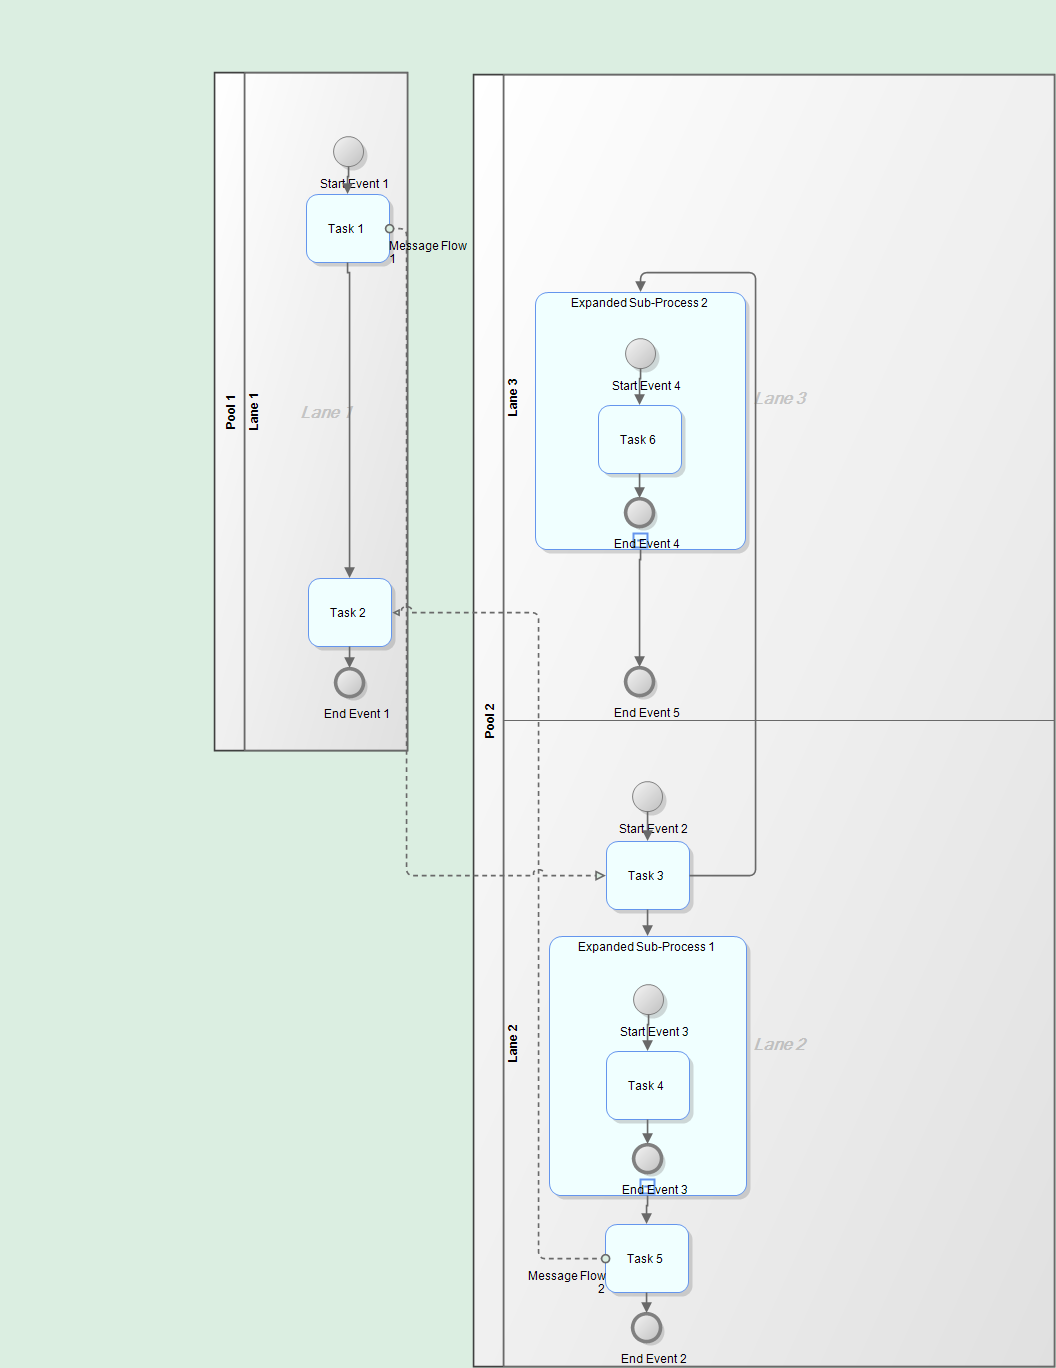 Start Event 1
Task 1
Message Flow
1
Pool 1
Lane 1
Lane 1
Task 2
End Event 1
Pool 2
Lane 3
Expanded Sub-Process 2
Start Event 4
Lane 3
Task 6
End Event 4
End Event 5
Lane 2
Start Event 2
Task 3
Expanded Sub-Process 1
Start Event 3
Lane 2
Task 4
End Event 3
Task 5
Message Flow
2
End Event 2